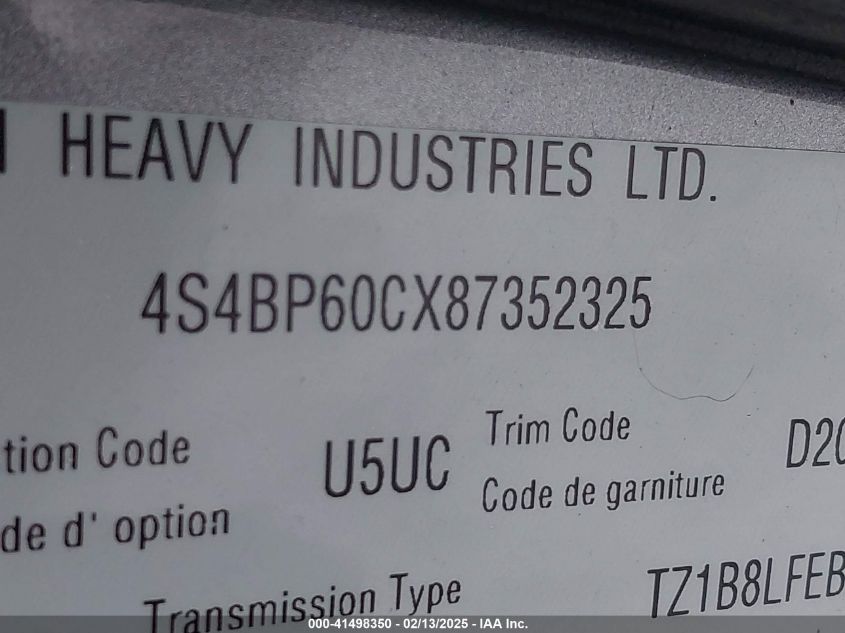 HEAVY INDUSTRIES LTD.
4S4BP60CX87352325
tion Code U5UC Trim Code D20
de d' option Code de garniture
Transmission Type TZ1B8LFEB
000-41498350 - 02/13/2025 - IAA Inc.